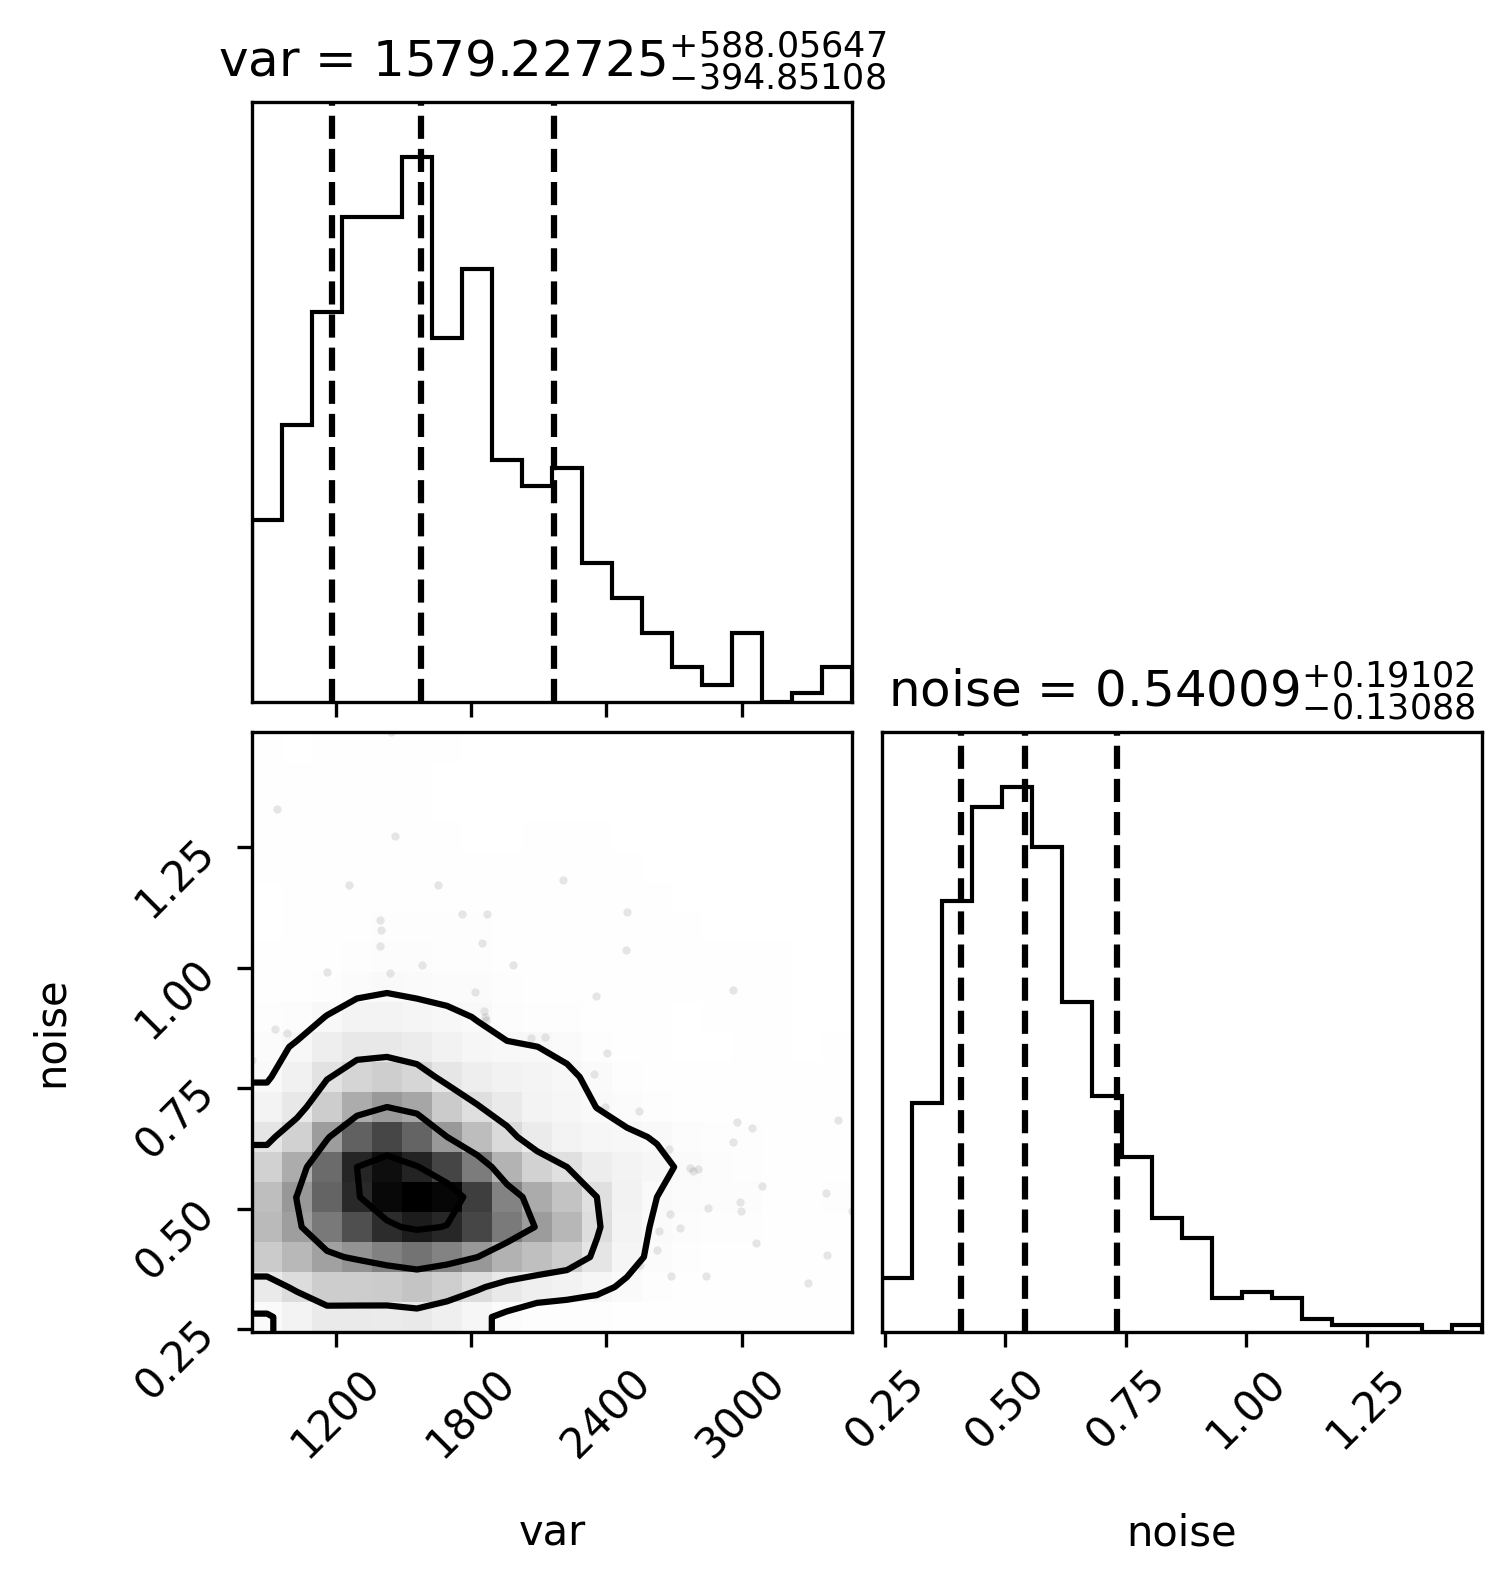 var = 1579.22725+588.05647−394.85108
noise = 0.54009+0.19102−0.13088
noise
1.25
1.00
0.75
0.50
0.25
1200 1800 2400 3000
0.25 0.50 0.75 1.00 1.25
var
noise